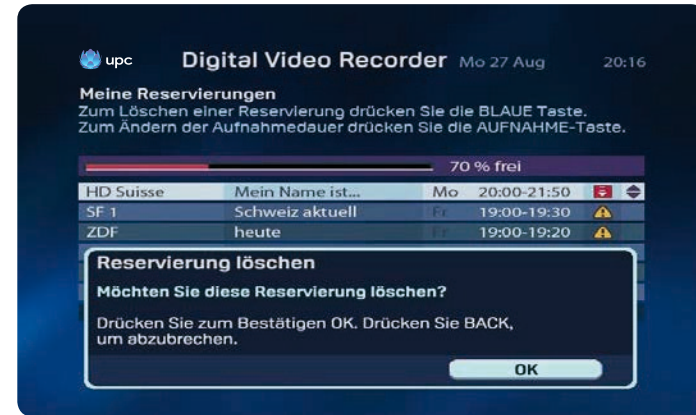 upc Digital Video Recorder Mo 27 Aug 20:16
Meine Reservierungen
Zum Löschen einer Reservierung drücken Sie die BLAUE Taste.
Zum Ändern der Aufnahmedauer drücken Sie die AUFNAHME-Taste.
70 % frei
HD Suisse Mein Name ist... Mo 20:00-21:50
SF 1 Schweiz aktuell Fr 19:00-19:30
ZDF heute Fr 19:00-19:20
Reservierung löschen
Möchten Sie diese Reservierung löschen?
Drücken Sie zum Bestätigen OK. Drücken Sie BACK,
um abzubrechen.
OK